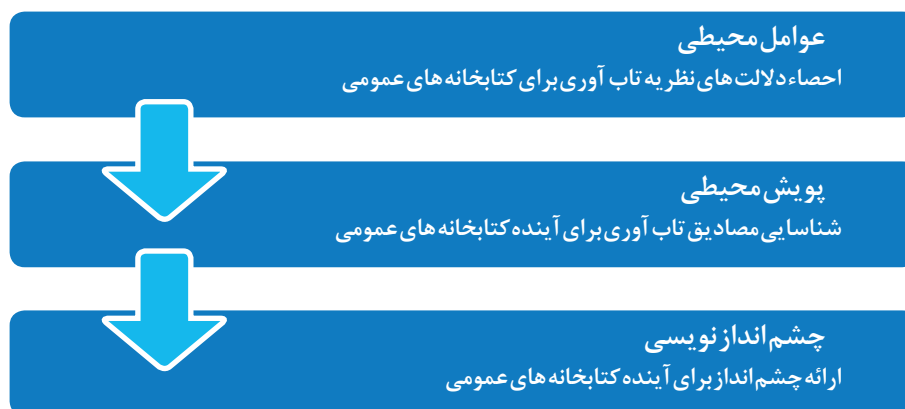 عوامل محیطی
احصاء دلالت‌های نظریه تاب آوری برای کتابخانه‌های عمومی
پویش محیطی
شناسایی مصادیق تاب آوری برای آینده کتابخانه‌های عمومی
چشم‌انداز نویسی
ارائه چشم‌انداز برای آینده کتابخانه‌های عمومی